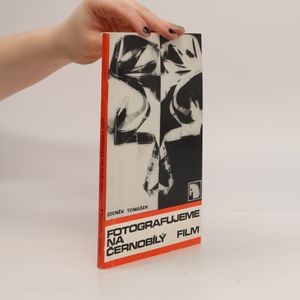 ZDENĚK TOMÁŠEK
FOTOGRAFUJEME
NA
ČERNOBÍLÝ FILM